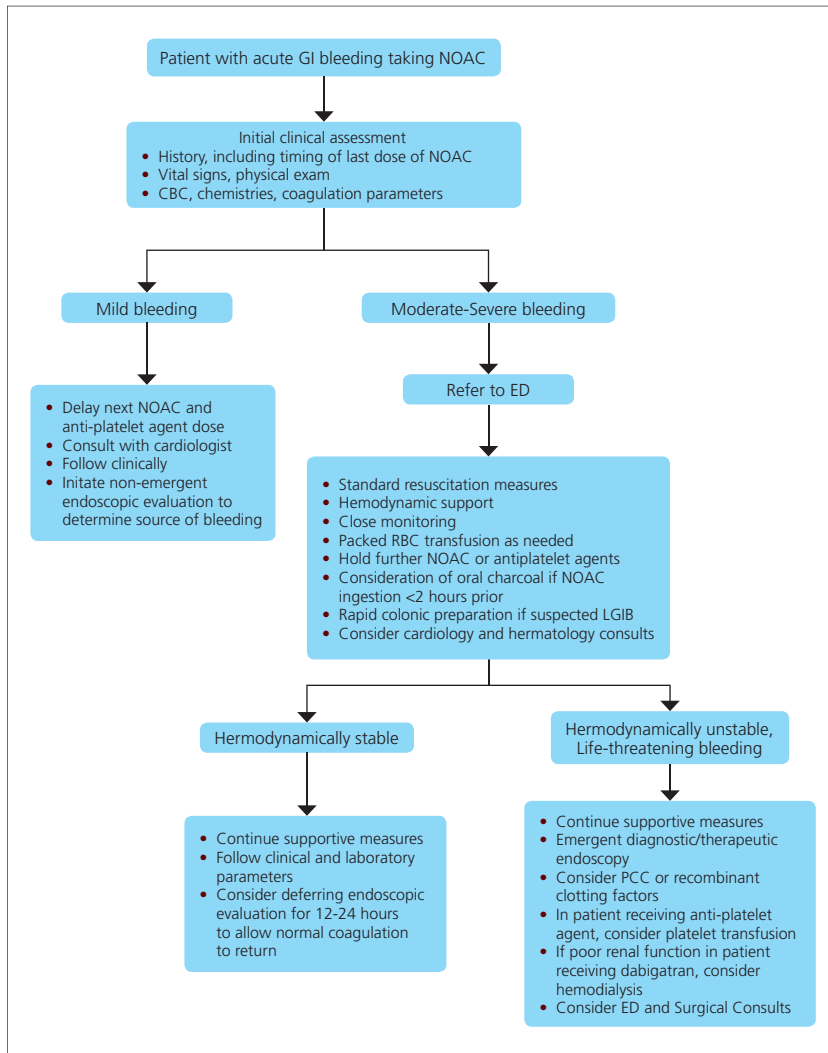 Patient with acute GI bleeding taking NOAC
Initial clinical assessment
• History, including timing of last dose of NOAC
• Vital signs, physical exam
• CBC, chemistries, coagulation parameters
Mild bleeding
Moderate-Severe bleeding
• Delay next NOAC and
anti-platelet agent dose
• Consult with cardiologist
• Follow clinically
• Initate non-emergent
endoscopic evaluation to
determine source of bleeding
Refer to ED
• Standard resuscitation measures
• Hemodynamic support
• Close monitoring
• Packed RBC transfusion as needed
• Hold further NOAC or antiplatelet agents
• Consideration of oral charcoal if NOAC
ingestion <2 hours prior
• Rapid colonic preparation if suspected LGIB
• Consider cardiology and hermatology consults
Hermodynamically stable
Hermodynamically unstable,
Life-threatening bleeding
• Continue supportive measures
• Follow clinical and laboratory
parameters
• Consider deferring endoscopic
evaluation for 12-24 hours
to allow normal coagulation
to return
• Continue supportive measures
• Emergent diagnostic/therapeutic
endoscopy
• Consider PCC or recombinant
clotting factors
• In patient receiving anti-platelet
agent, consider platelet transfusion
• If poor renal function in patient
receiving dabigatran, consider
hemodialysis
• Consider ED and Surgical Consults